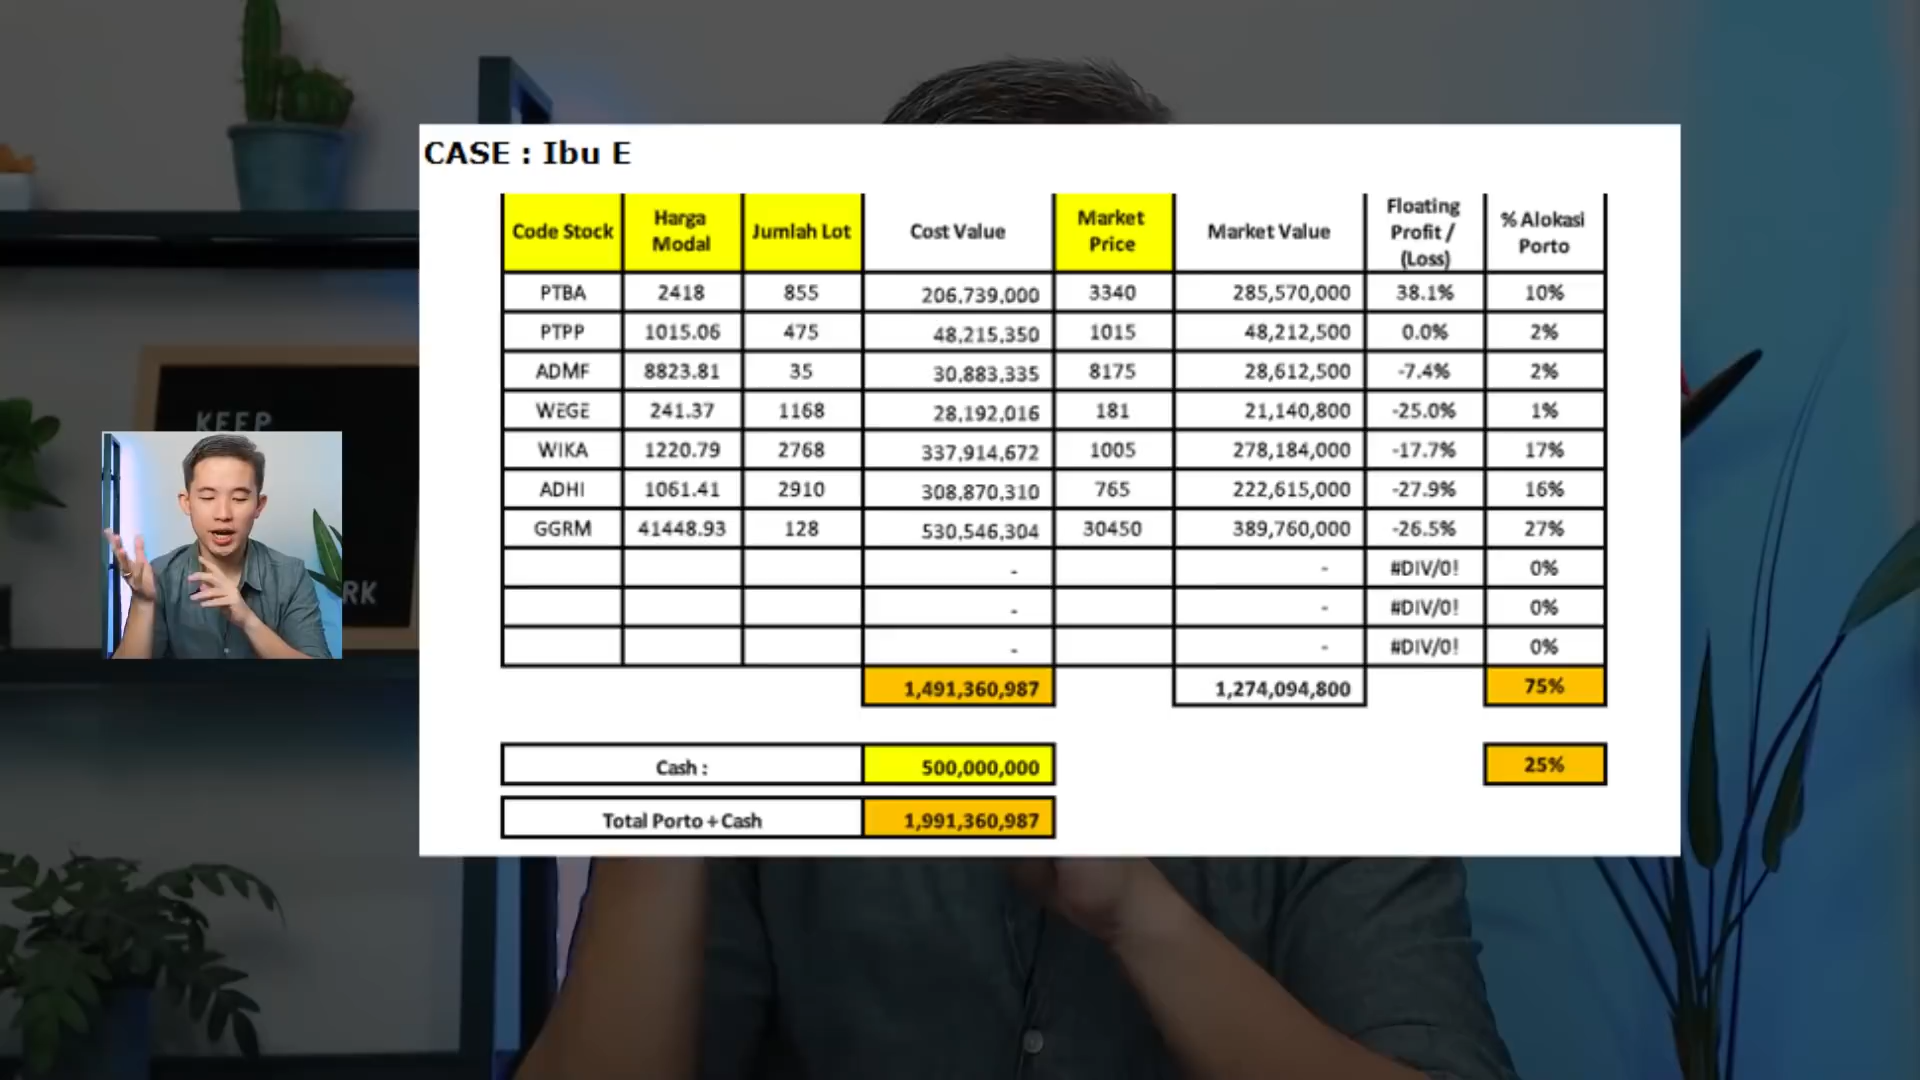 CASE : Ibu E
Code Stock Harga Modal Jumlah Lot Cost Value Market Price Market Value Floating Profit / (Loss) % Alokasi Porto
PTBA 2418 855 206,739,000 3340 285,570,000 38.1% 10%
PTPP 1015.06 475 48,215,350 1015 48,212,500 0.0% 2%
ADMF 8823.81 35 30,883,335 8175 28,612,500 -7.4% 2%
WEGE 241.37 1168 28,192,016 181 21,140,800 -25.0% 1%
WIKA 1220.79 2768 337,914,672 1005 278,184,000 -17.7% 17%
ADHI 1061.41 2910 308,870,310 765 222,615,000 -27.9% 16%
GGRM 41448.93 128 530,546,304 30450 389,760,000 -26.5% 27%
- - #DIV/0! 0%
- - #DIV/0! 0%
- - #DIV/0! 0%
1,491,360,987 1,274,094,800 75%
Cash : 500,000,000 25%
Total Porto + Cash 1,991,360,987
KEEP
RK